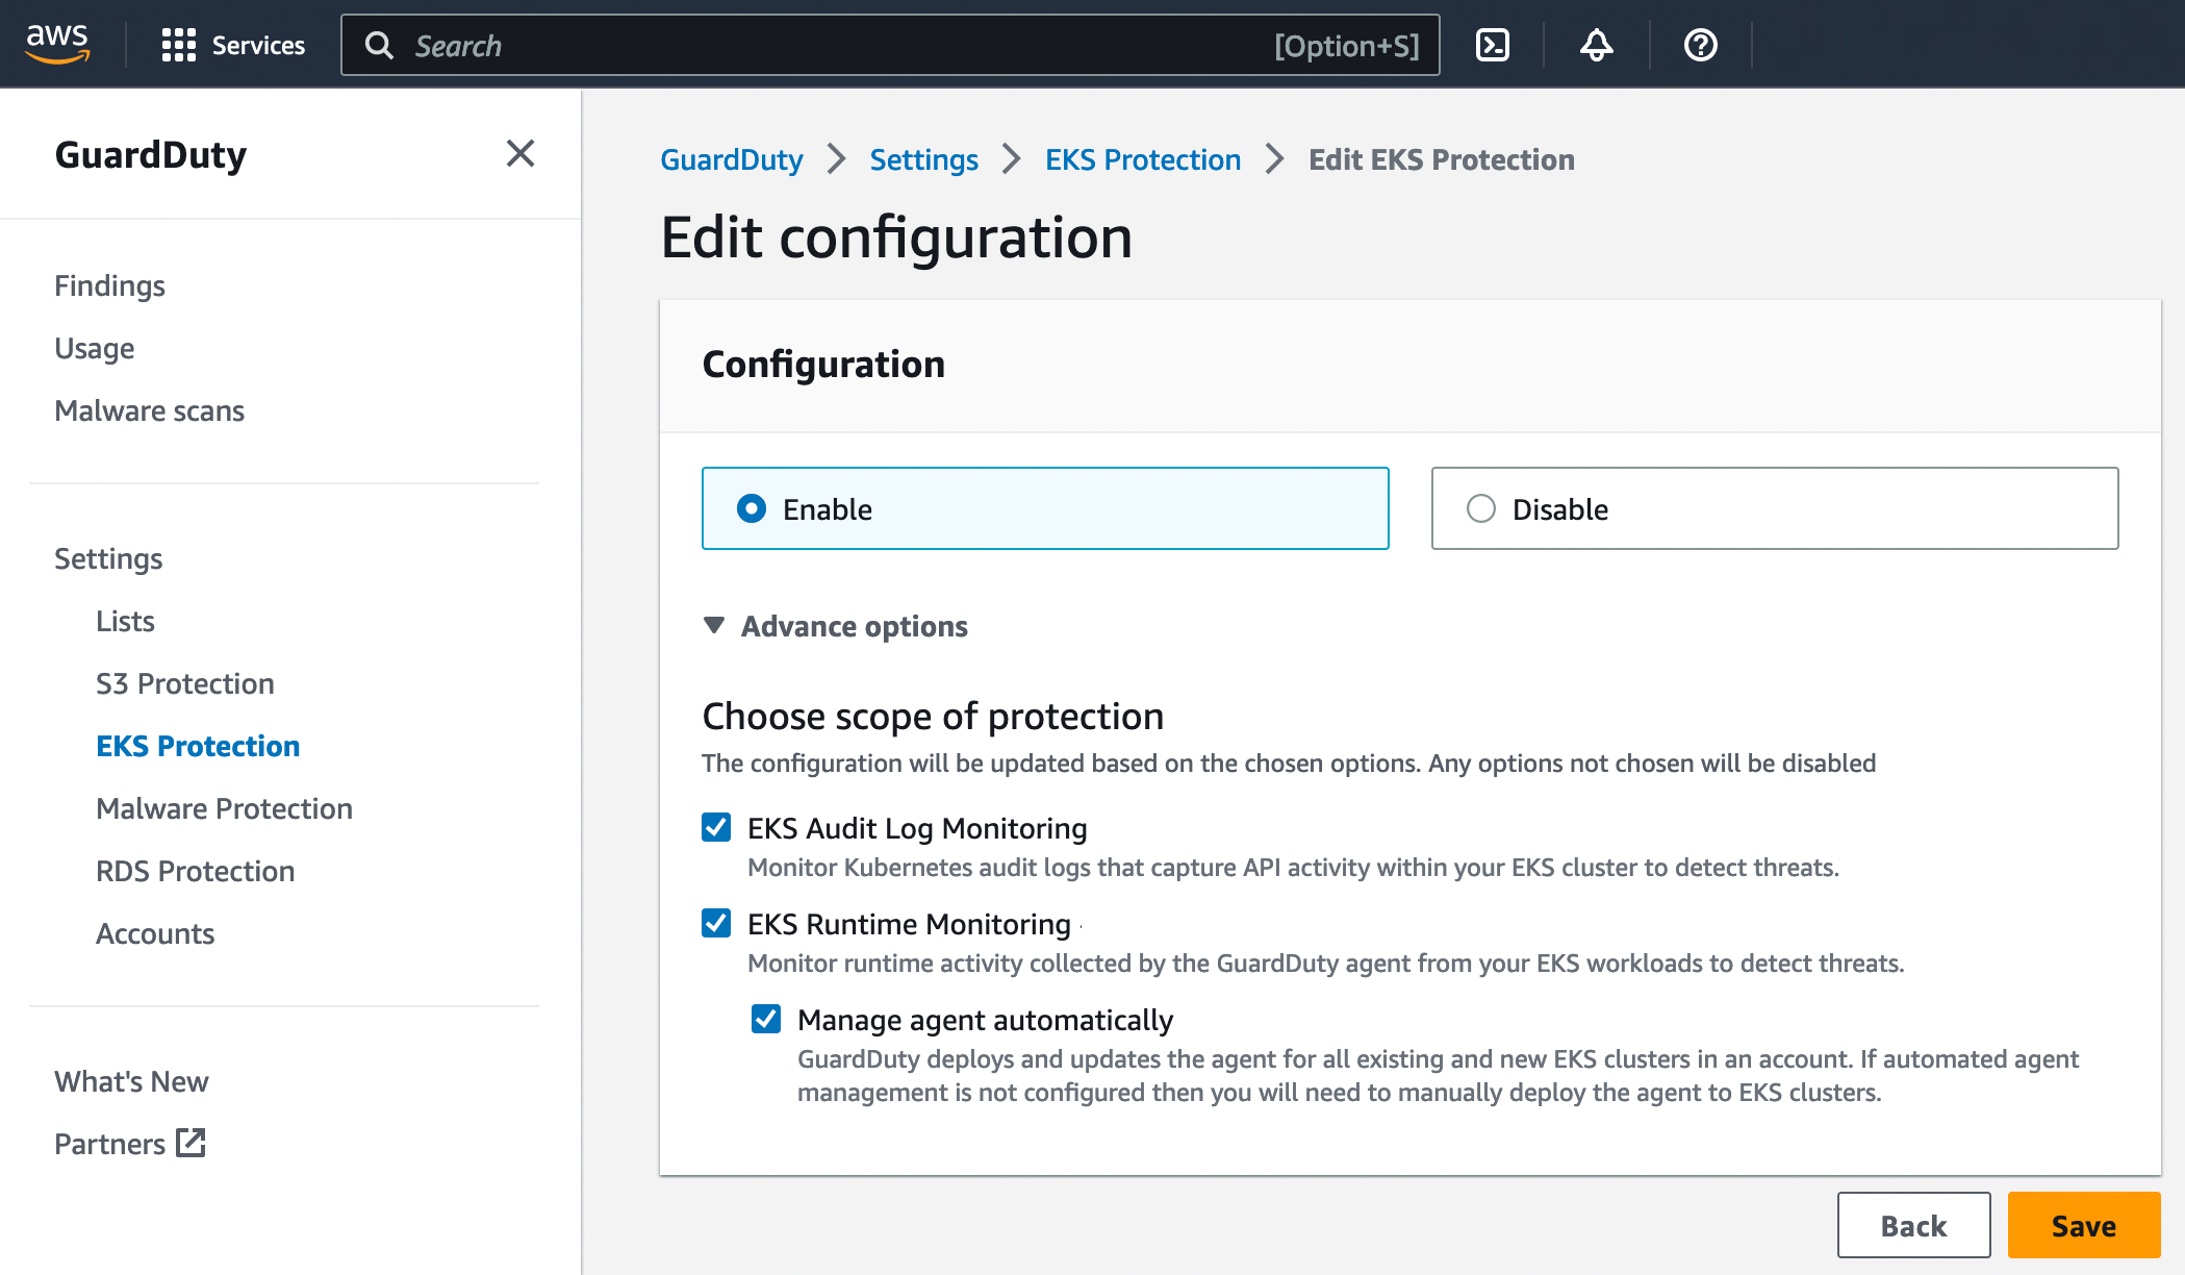 aws
Services
Search
[Option+S]
GuardDuty
Findings
Usage
Malware scans
Settings
Lists
S3 Protection
EKS Protection
Malware Protection
RDS Protection
Accounts
What's New
Partners
GuardDuty
Settings
EKS Protection
Edit EKS Protection
Edit configuration
Configuration
Enable
Disable
Advance options
Choose scope of protection
The configuration will be updated based on the chosen options. Any options not chosen will be disabled
EKS Audit Log Monitoring
Monitor Kubernetes audit logs that capture API activity within your EKS cluster to detect threats.
EKS Runtime Monitoring
Monitor runtime activity collected by the GuardDuty agent from your EKS workloads to detect threats.
Manage agent automatically
GuardDuty deploys and updates the agent for all existing and new EKS clusters in an account. If automated agent
management is not configured then you will need to manually deploy the agent to EKS clusters.
Back
Save